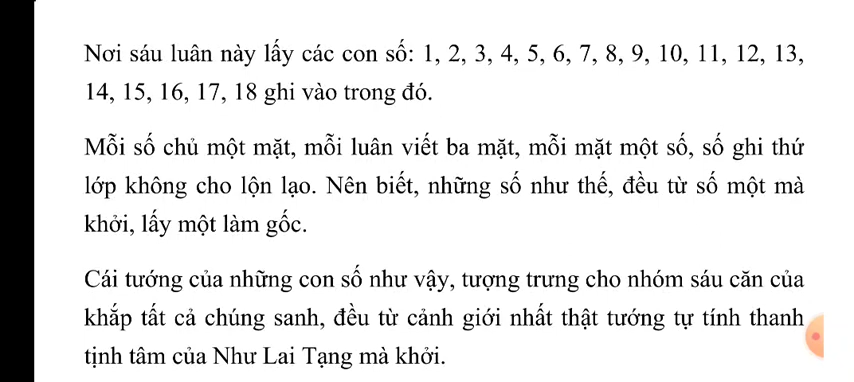 Nơi sáu luân này lấy các con số: 1, 2, 3, 4, 5, 6, 7, 8, 9, 10, 11, 12, 13,
14, 15, 16, 17, 18 ghi vào trong đó.
Mỗi số chủ một mặt, mỗi luân viết ba mặt, mỗi mặt một số, số ghi thứ
lớp không cho lộn lạo. Nên biết, những số như thế, đều từ số một mà
khởi, lấy một làm gốc.
Cái tướng của những con số như vậy, tượng trưng cho nhóm sáu căn của
khắp tất cả chúng sanh, đều từ cảnh giới nhất thật tướng tự tính thanh
tịnh tâm của Như Lai Tạng mà khởi.